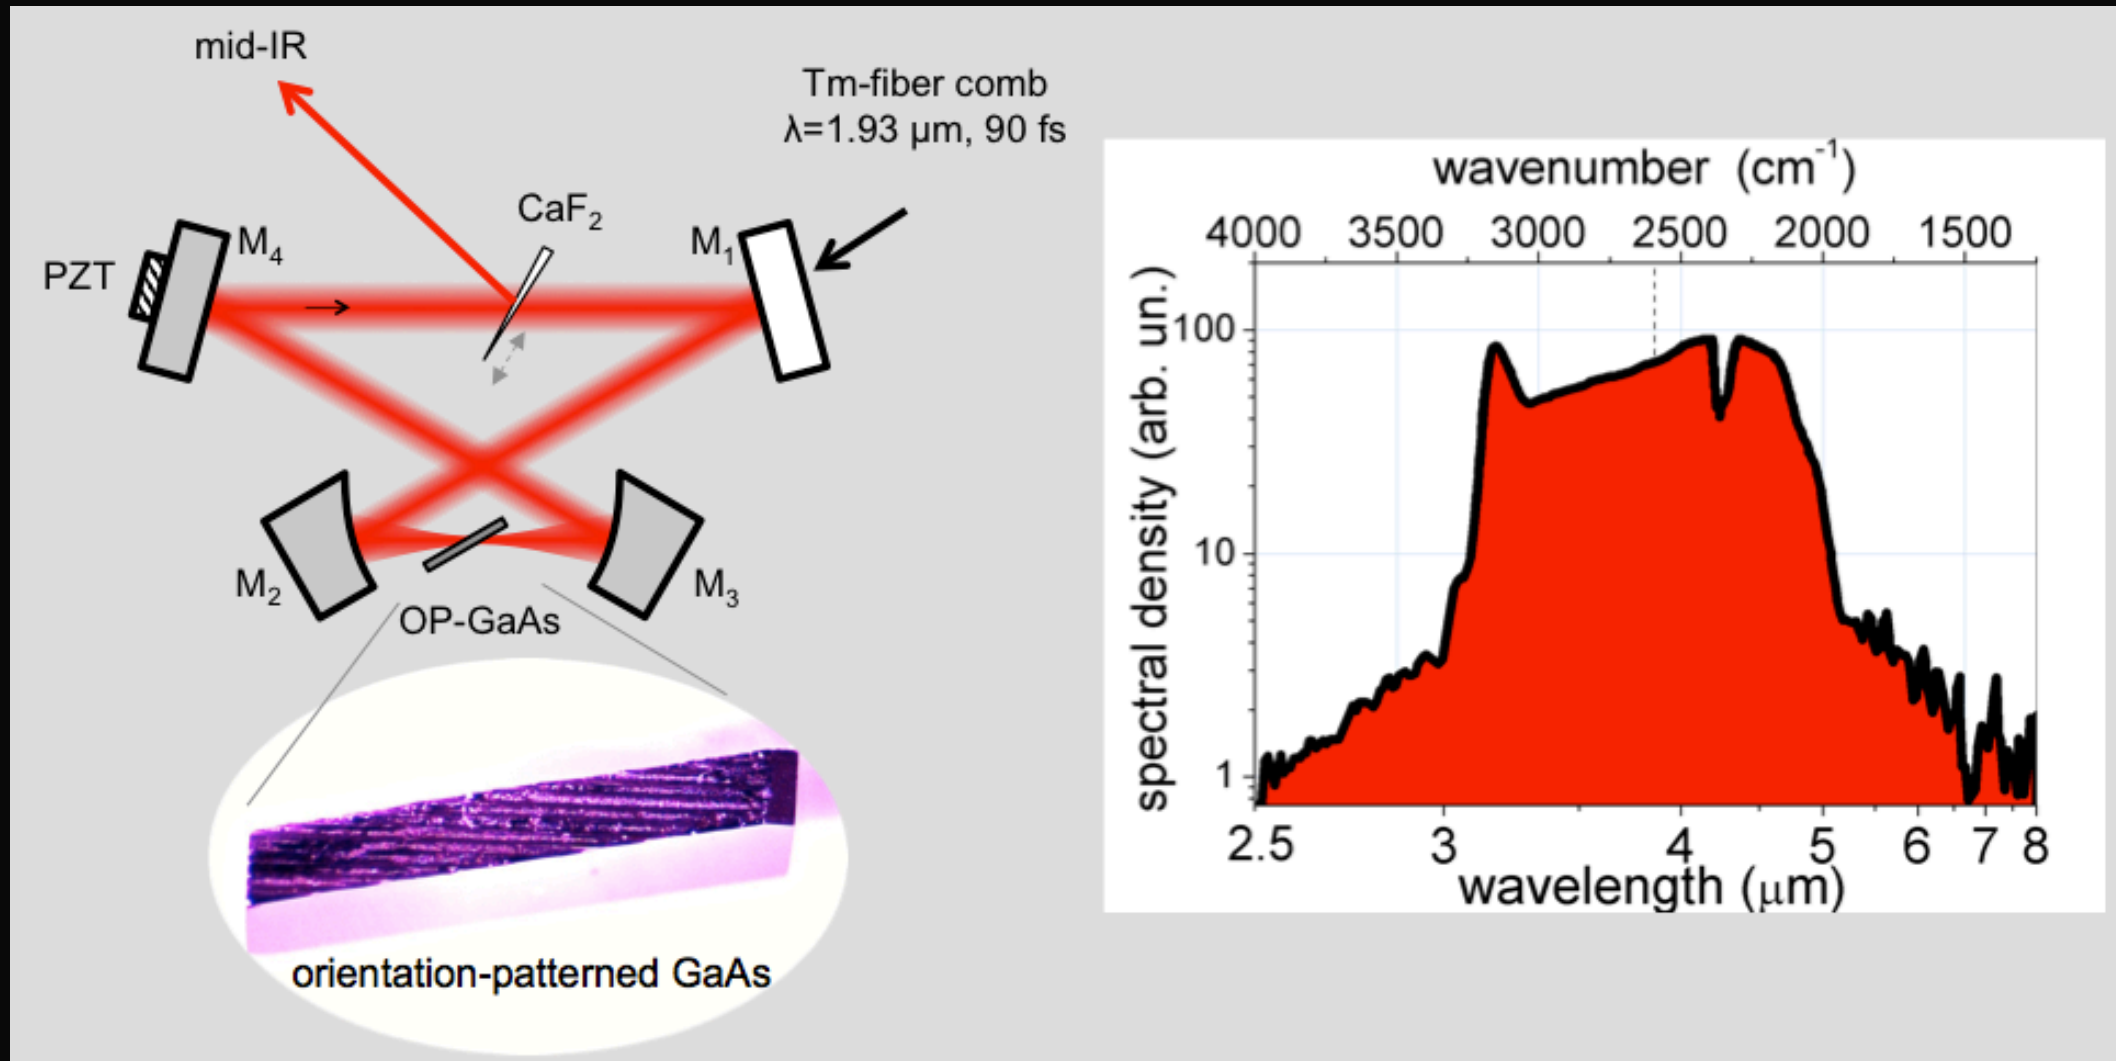 mid-IR
Tm-fiber comb
λ=1.93 µm, 90 fs
CaF2
M4
M1
PZT
M2
M3
OP-GaAs
orientation-patterned GaAs
wavenumber (cm-1)
4000 3500 3000 2500 2000 1500
spectral density (arb. un.)
100
10
1
2.5 3 4 5 6 7 8
wavelength (µm)